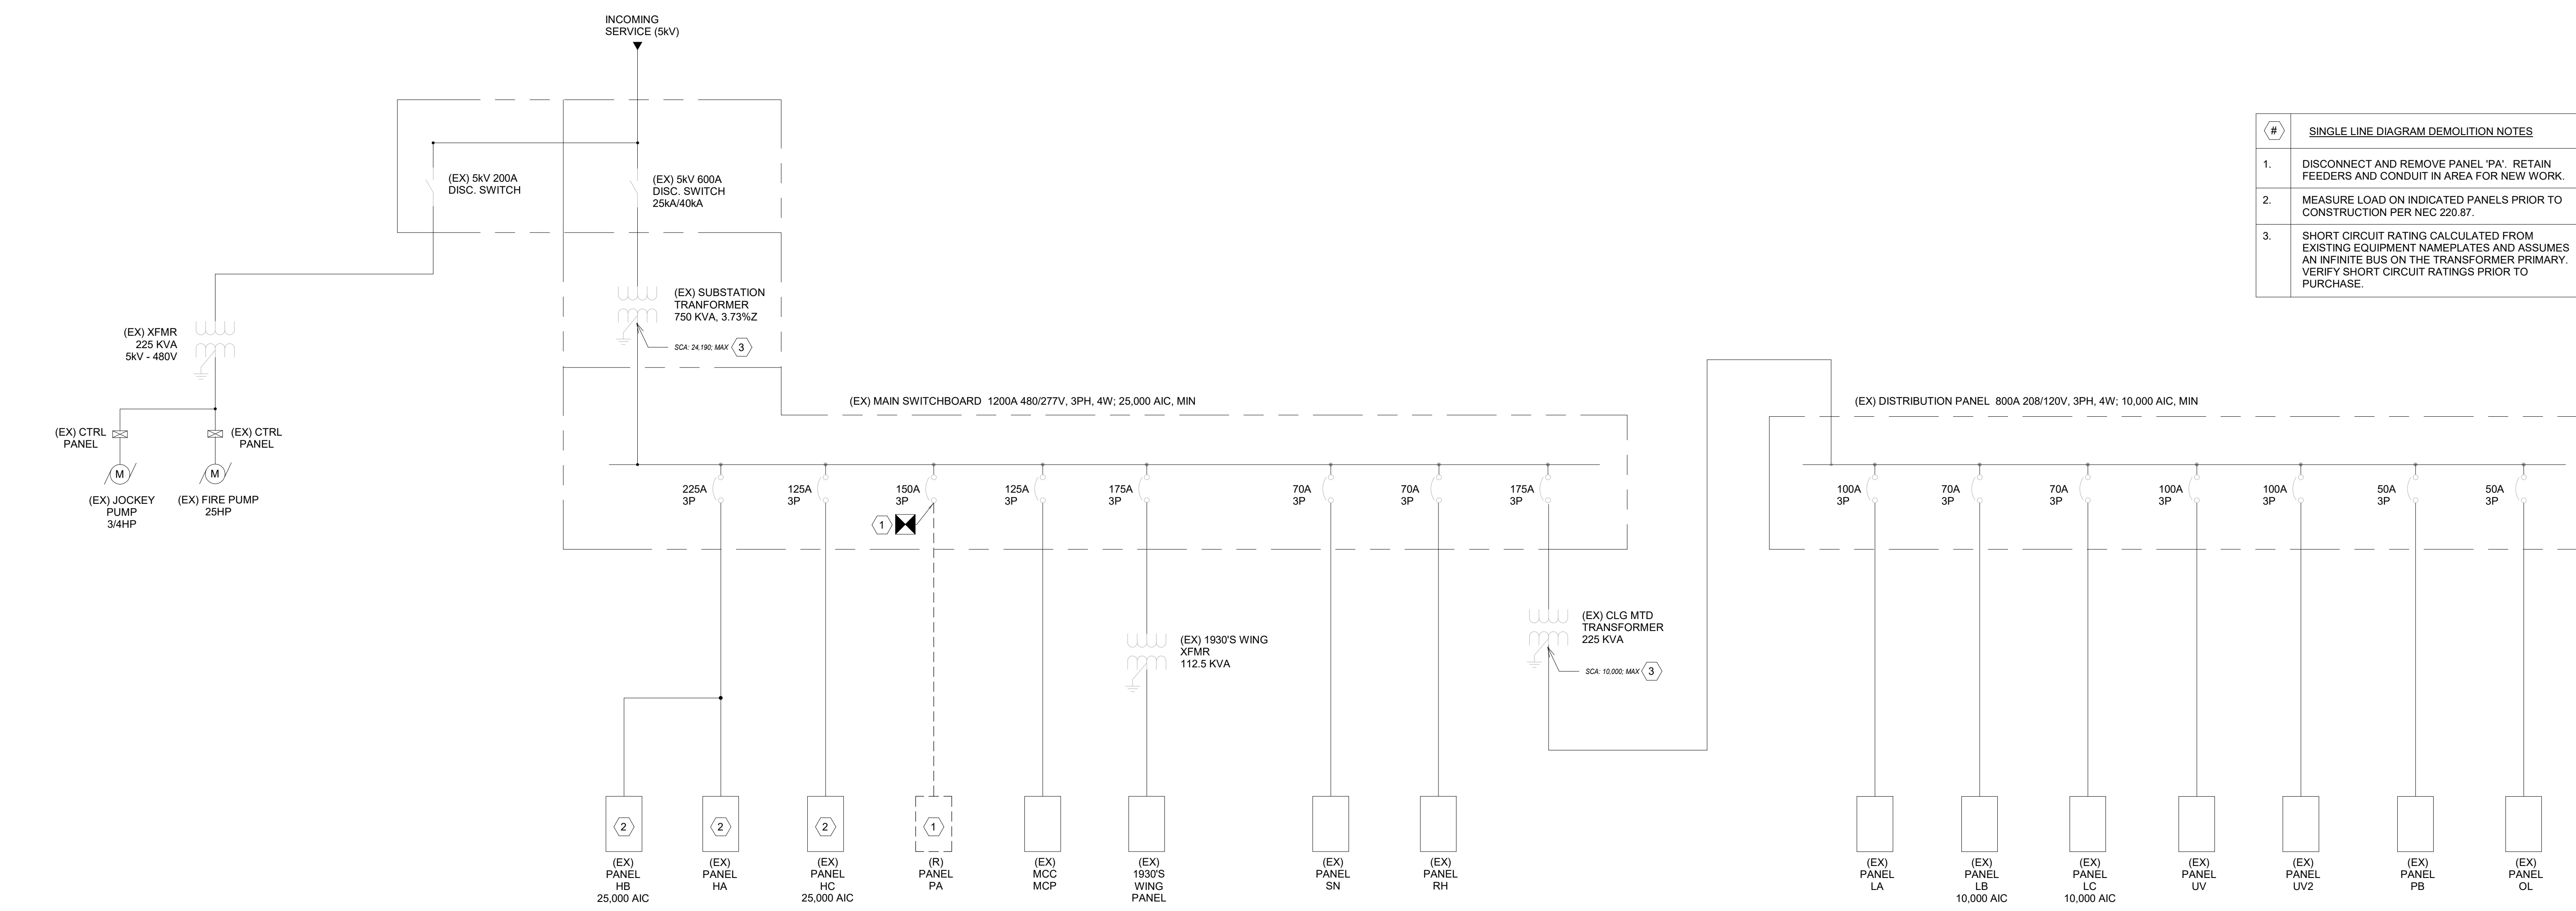 INCOMING
SERVICE (5kV)
(EX) 5kV 200A
DISC. SWITCH
(EX) 5kV 600A
DISC. SWITCH
25kA/40kA
# SINGLE LINE DIAGRAM DEMOLITION NOTES
1. DISCONNECT AND REMOVE PANEL 'PA'. RETAIN
FEEDERS AND CONDUIT IN AREA FOR NEW WORK.
2. MEASURE LOAD ON INDICATED PANELS PRIOR TO
CONSTRUCTION PER NEC 220.87.
3. SHORT CIRCUIT RATING CALCULATED FROM
EXISTING EQUIPMENT NAMEPLATES AND ASSUMES
AN INFINITE BUS ON THE TRANSFORMER PRIMARY.
VERIFY SHORT CIRCUIT RATINGS PRIOR TO
PURCHASE.
(EX) SUBSTATION
TRANFORMER
750 KVA, 3.73%Z
SCA: 24,190; MAX 3
(EX) XFMR
225 KVA
5kV - 480V
(EX) CTRL
PANEL
(EX) CTRL
PANEL
M
M
(EX) JOCKEY
PUMP
3/4HP
(EX) FIRE PUMP
25HP
(EX) MAIN SWITCHBOARD 1200A 480/277V, 3PH, 4W; 25,000 AIC, MIN
225A
3P
125A
3P
150A
3P
1
125A
3P
175A
3P
70A
3P
70A
3P
175A
3P
(EX) 1930'S WING
XFMR
112.5 KVA
(EX) CLG MTD
TRANSFORMER
225 KVA
SCA: 10,000; MAX 3
2
(EX)
PANEL
HB
25,000 AIC
2
(EX)
PANEL
HA
2
(EX)
PANEL
HC
25,000 AIC
1
(R)
PANEL
PA
(EX)
MCC
MCP
(EX)
1930'S
WING
PANEL
(EX)
PANEL
SN
(EX)
PANEL
RH
(EX) DISTRIBUTION PANEL 800A 208/120V, 3PH, 4W; 10,000 AIC, MIN
100A
3P
70A
3P
70A
3P
100A
3P
100A
3P
50A
3P
50A
3P
(EX)
PANEL
LA
(EX)
PANEL
LB
10,000 AIC
(EX)
PANEL
LC
10,000 AIC
(EX)
PANEL
UV
(EX)
PANEL
UV2
(EX)
PANEL
PB
(EX)
PANEL
OL